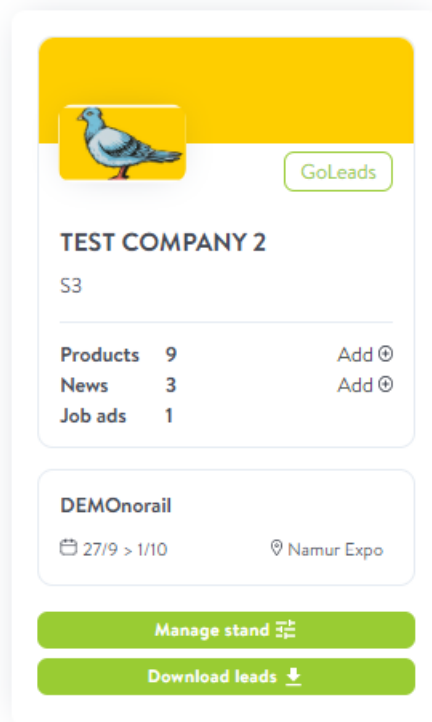 GoLeads
TEST COMPANY 2
S3
Products 9 Add
News 3 Add
Job ads 1
DEMOnorail
27/9 > 1/10 Namur Expo
Manage stand
Download leads